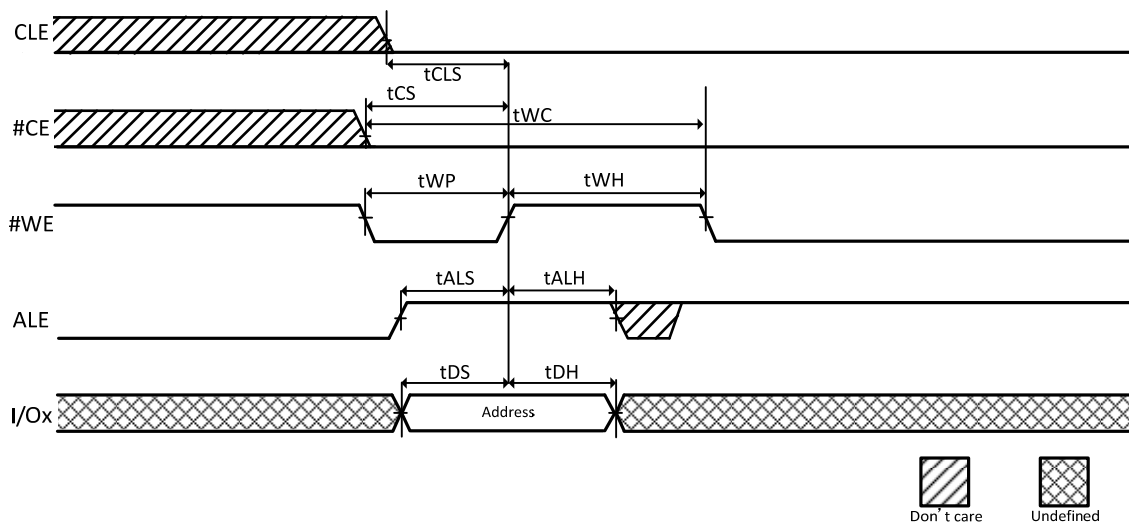 CLE
tCLS
tCS
#CE
tWC
tWP
tWH
#WE
tALS
tALH
ALE
tDS
tDH
I/Ox
Address
Don't care
Undefined